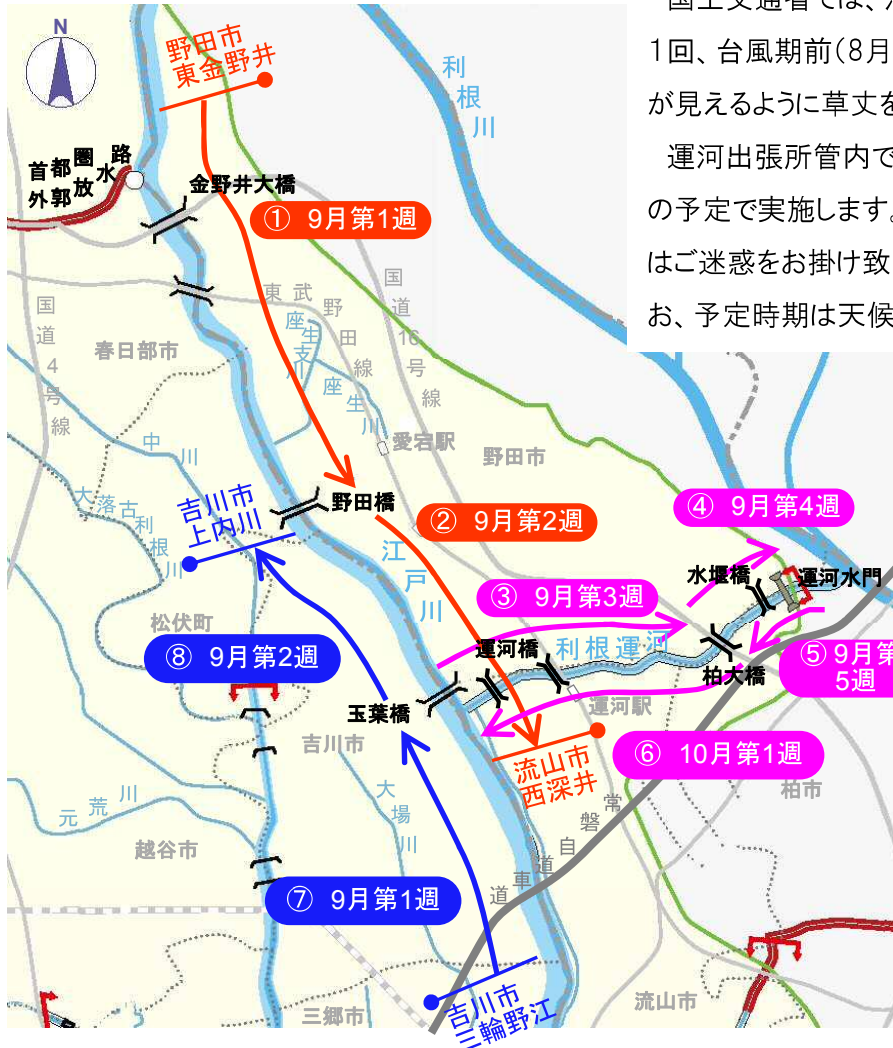 国土交通省では、
1回、台風期前(8月
が見えるように草丈を
運河出張所管内で
の予定で実施します。
はご迷惑をお掛け致
お、予定時期は天候
N
野田市
東金野井
利根川
首都圏
外郭放水路
金野井大橋
① 9月第1週
国道4号線
春日部市
東武野田線
国道16号線
座生支川
座生川
愛宕駅
野田市
中川
大落古利根川
吉川市
上内川
野田橋
② 9月第2週
④ 9月第4週
江戸川
水堰橋
運河水門
③ 9月第3週
松伏町
運河橋
利根運河
⑧ 9月第2週
柏大橋
⑤ 9月第
5週
玉葉橋
運河駅
吉川市
流山市
西深井
⑥ 10月第1週
柏市
元荒川
大場川
常磐自動車道
越谷市
⑦ 9月第1週
吉川市
三輪野江
三郷市
流山市